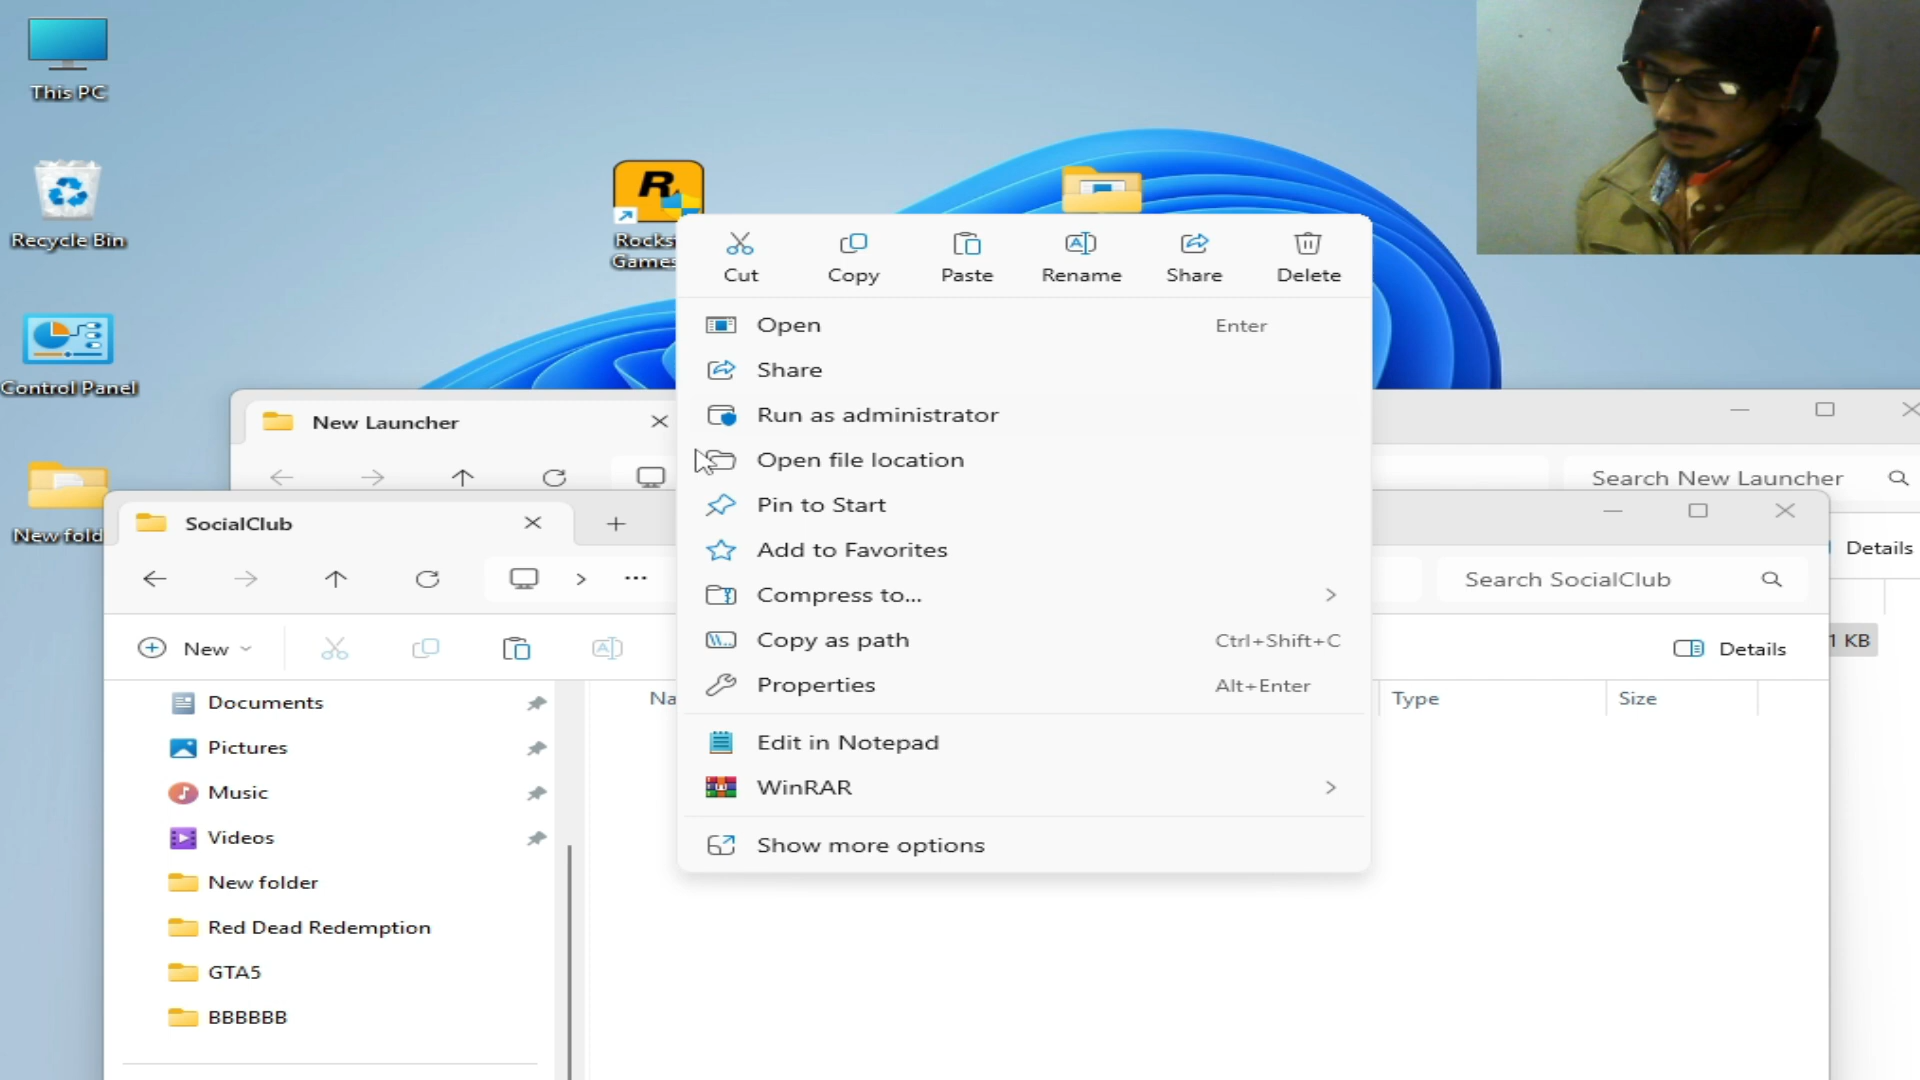 This PC
Recycle Bin
Control Panel
New fold
R
Rocks
Games
Cut
Copy
Paste
Rename
Share
Delete
Open Enter
Share
Run as administrator
Open file location
Pin to Start
Add to Favorites
Compress to...
Copy as path Ctrl+Shift+C
Properties Alt+Enter
Edit in Notepad
WinRAR
Show more options
New Launcher
Search New Launcher
Details
1 KB
SocialClub
Search SocialClub
New
Details
Na
Type
Size
Documents
Pictures
Music
Videos
New folder
Red Dead Redemption
GTA5
BBBBBB